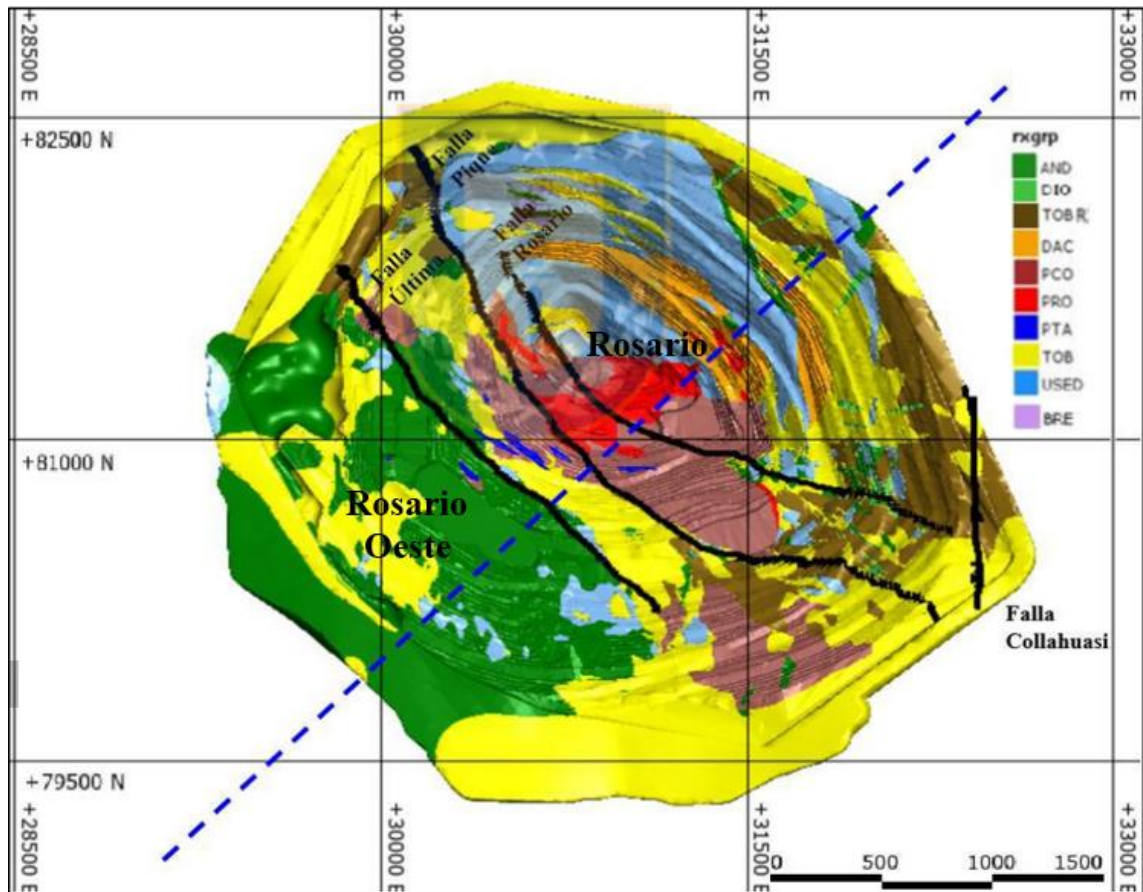 +28500 E
+30000 E
+31500 E
+33000 E
+82500 N
Falla
Pique
Falla
Rosario
Falla
Última
rxgrp
AND
DIO
TOBR
DAC
PCO
PRO
PTA
TOB
USED
BRE
Rosario
+81000 N
Rosario
Oeste
Falla
Collahuasi
+79500 N
+28500 E
+30000 E
+31500 E
+33000 E
0 500 1000 1500